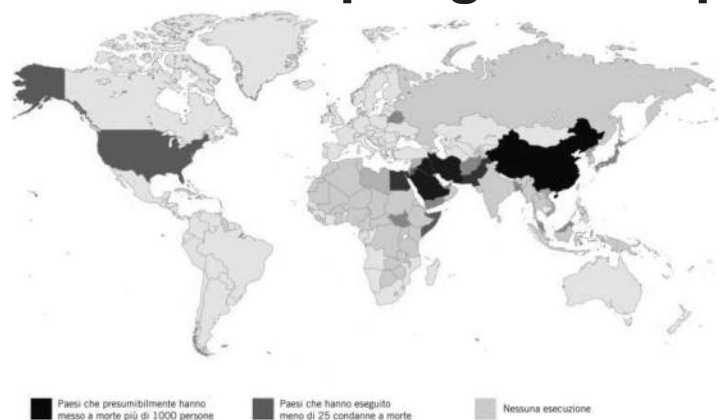 Paesi che presumibilmente hanno
messo a morte più di 1000 persone
Paesi che hanno eseguito
meno di 25 condanne a morte
Nessuna esecuzione